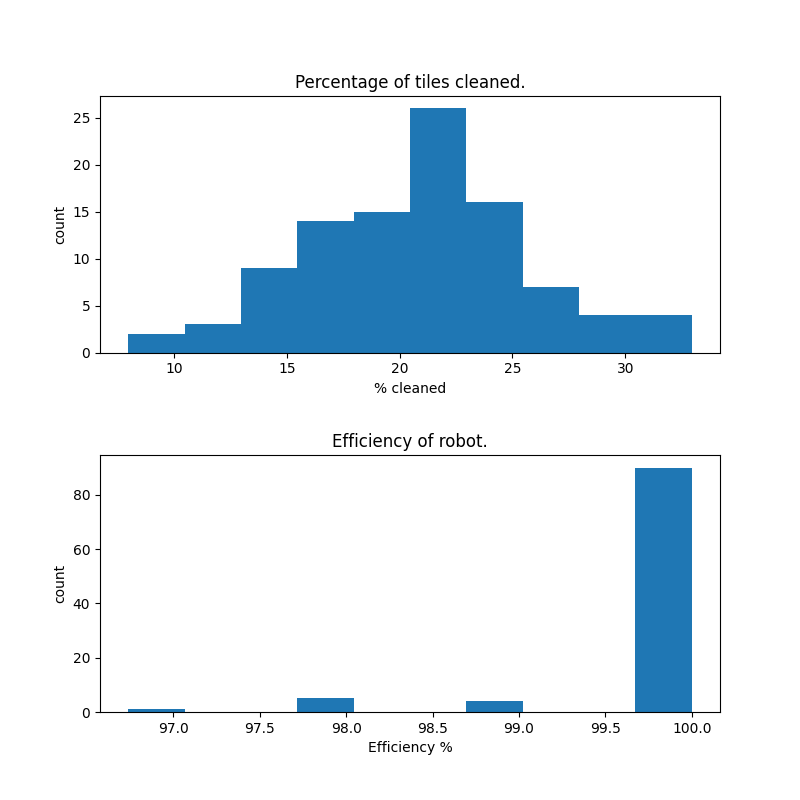 Percentage of tiles cleaned.
25
20
15
10
5
0
count
10 15 20 25 30
% cleaned
Efficiency of robot.
80
60
40
20
0
count
97.0 97.5 98.0 98.5 99.0 99.5 100.0
Efficiency %